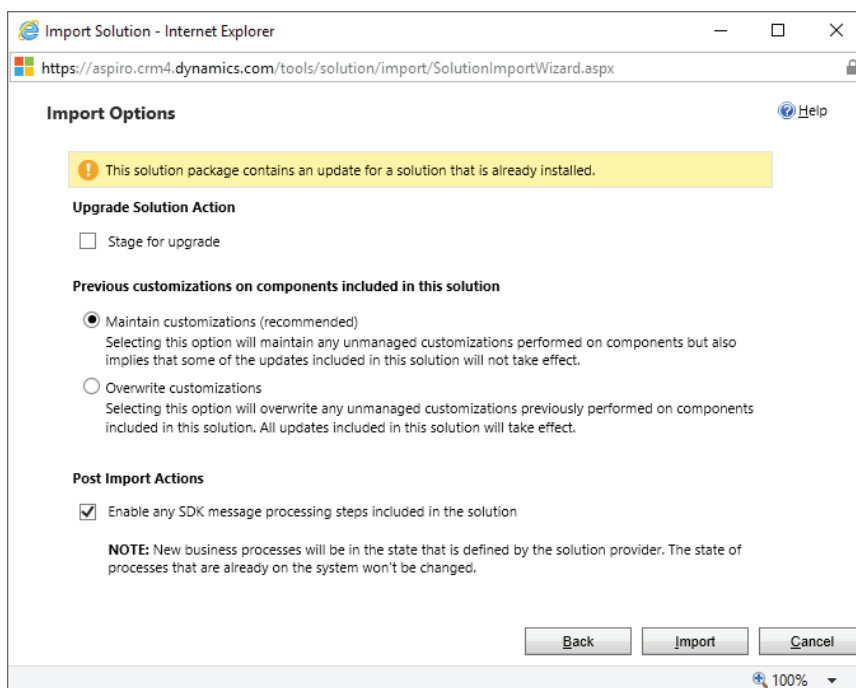 Import Solution - Internet Explorer
https://aspiro.crm4.dynamics.com/tools/solution/import/SolutionImportWizard.aspx
Import Options
Help
This solution package contains an update for a solution that is already installed.
Upgrade Solution Action
Stage for upgrade
Previous customizations on components included in this solution
Maintain customizations (recommended)
Selecting this option will maintain any unmanaged customizations performed on components but also
implies that some of the updates included in this solution will not take effect.
Overwrite customizations
Selecting this option will overwrite any unmanaged customizations previously performed on components
included in this solution. All updates included in this solution will take effect.
Post Import Actions
Enable any SDK message processing steps included in the solution
NOTE: New business processes will be in the state that is defined by the solution provider. The state of
processes that are already on the system won't be changed.
Back Import Cancel
100%